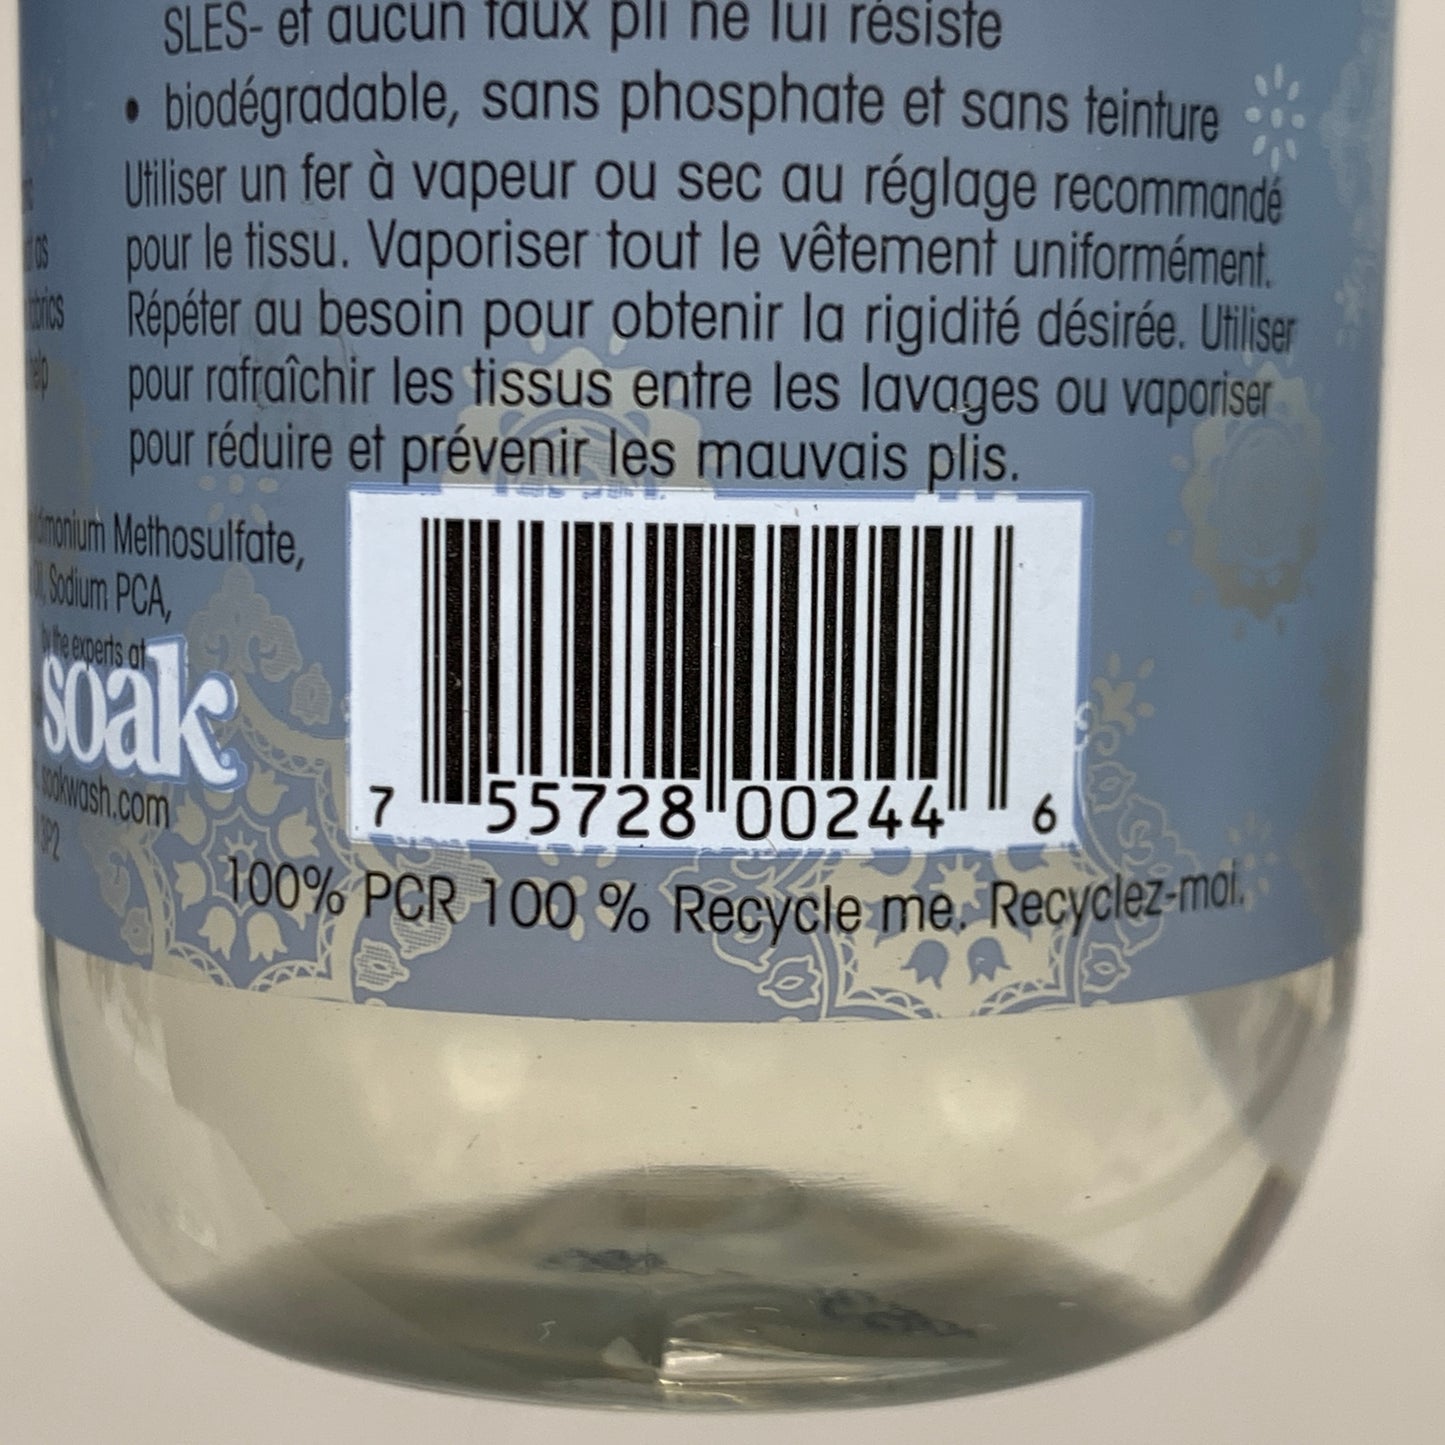 SLES- et aucun faux pli ne lui résiste
• biodégradable, sans phosphate et sans teinture
Utiliser un fer à vapeur ou sec au réglage recommandé
pour le tissu. Vaporiser tout le vêtement uniformément.
Répéter au besoin pour obtenir la rigidité désirée. Utiliser
pour rafraîchir les tissus entre les lavages ou vaporiser
pour réduire et prévenir les mauvais plis.
as
help
Methosulfate,
Sodium PCA,
by the experts at
soak
soakwash.com
7 55728 00244 6
100% PCR 100 % Recycle me. Recyclez-moi.